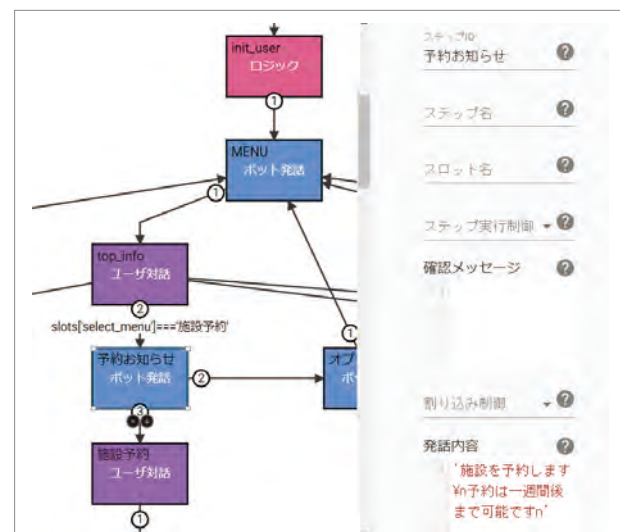 init_user
ロジック
1
MENU
ボット発話
1
top_info
ユーザ対話
2
slots['select_menu']==='施設予約'
予約お知らせ
ボット発話
2
3
1
オプ
ボ
施設予約
ユーザ対話
1
ステップID
予約お知らせ
ステップ名
スロット名
ステップ実行制御
確認メッセージ
割り込み制御
発話内容
'施設を予約します
¥n予約は一週間後
まで可能ですn'